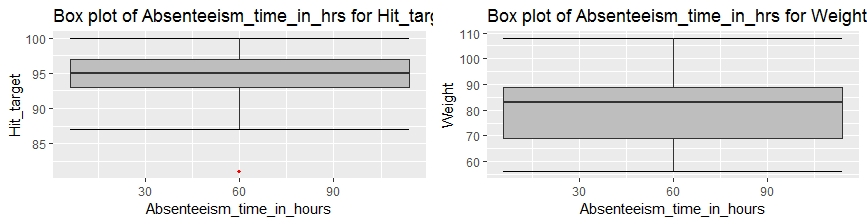 Box plot of Absenteeism_time_in_hrs for Hit_targ
100
95
90
85
Hit_target
30 60 90
Absenteeism_time_in_hours
Box plot of Absenteeism_time_in_hrs for Weight
110
100
90
80
70
60
Weight
30 60 90
Absenteeism_time_in_hours